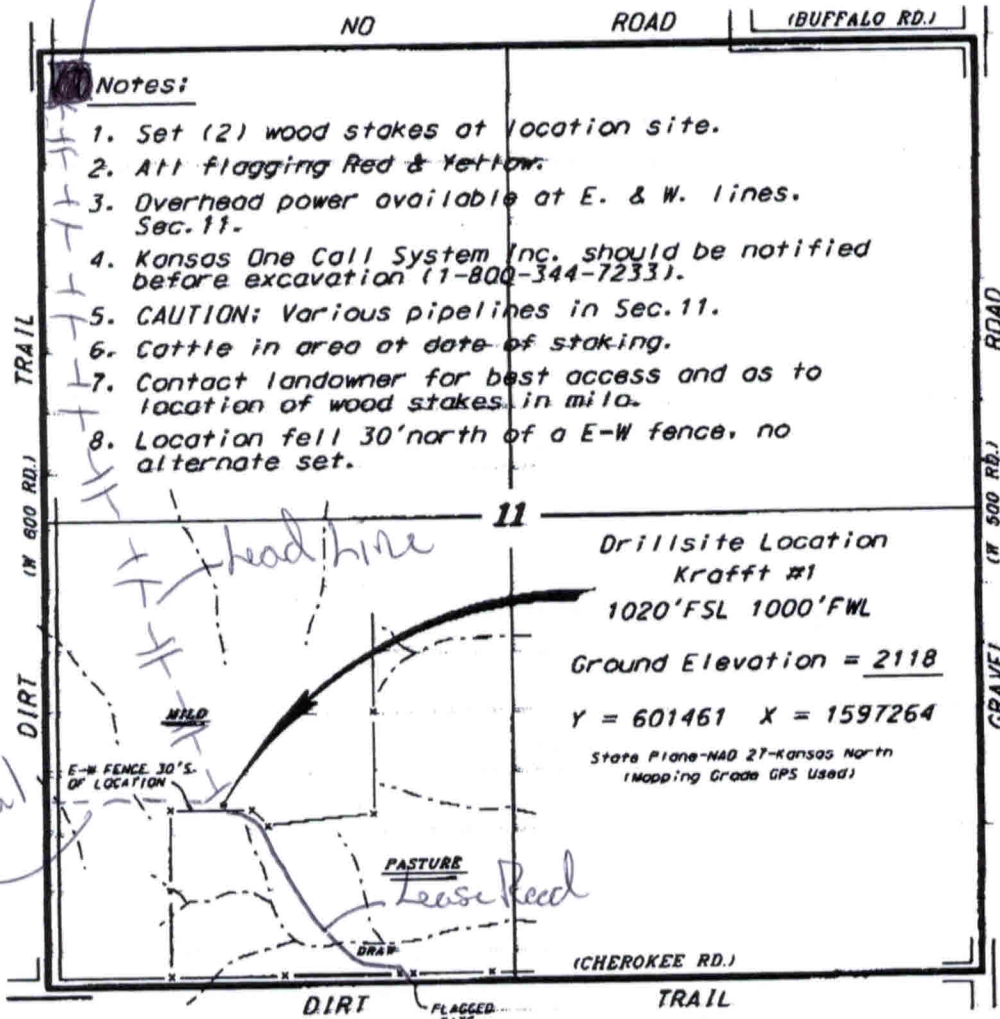 NO ROAD (BUFFALO RD.)
Notes:
1. Set (2) wood stakes at location site.
2. All flagging Red & Yellow.
3. Overhead power available at E. & W. lines.
Sec. 11.
4. Kansas One Call System Inc. should be notified
before excavation (1-800-344-7233).
5. CAUTION: Various pipelines in Sec. 11.
6. Cattle in area at date of staking.
7. Contact landowner for best access and as to
location of wood stakes in milo.
8. Location fell 30' north of a E-W fence, no
alternate set.
DIRT (W 600 RD.) TRAIL
GRAVEL (W 500 RD.) ROAD
11
Lead Line
Drillsite Location
Krafft #1
1020'FSL 1000'FWL
Ground Elevation = 2118
Y = 601461 X = 1597264
State Plane-NAD 27-Kansas North
(Mapping Grade GPS Used)
MILO
E-W FENCE 30'S.
OF LOCATION
PASTURE
Lease Road
DRAW
(CHEROKEE RD.)
DIRT TRAIL
FLAGGED